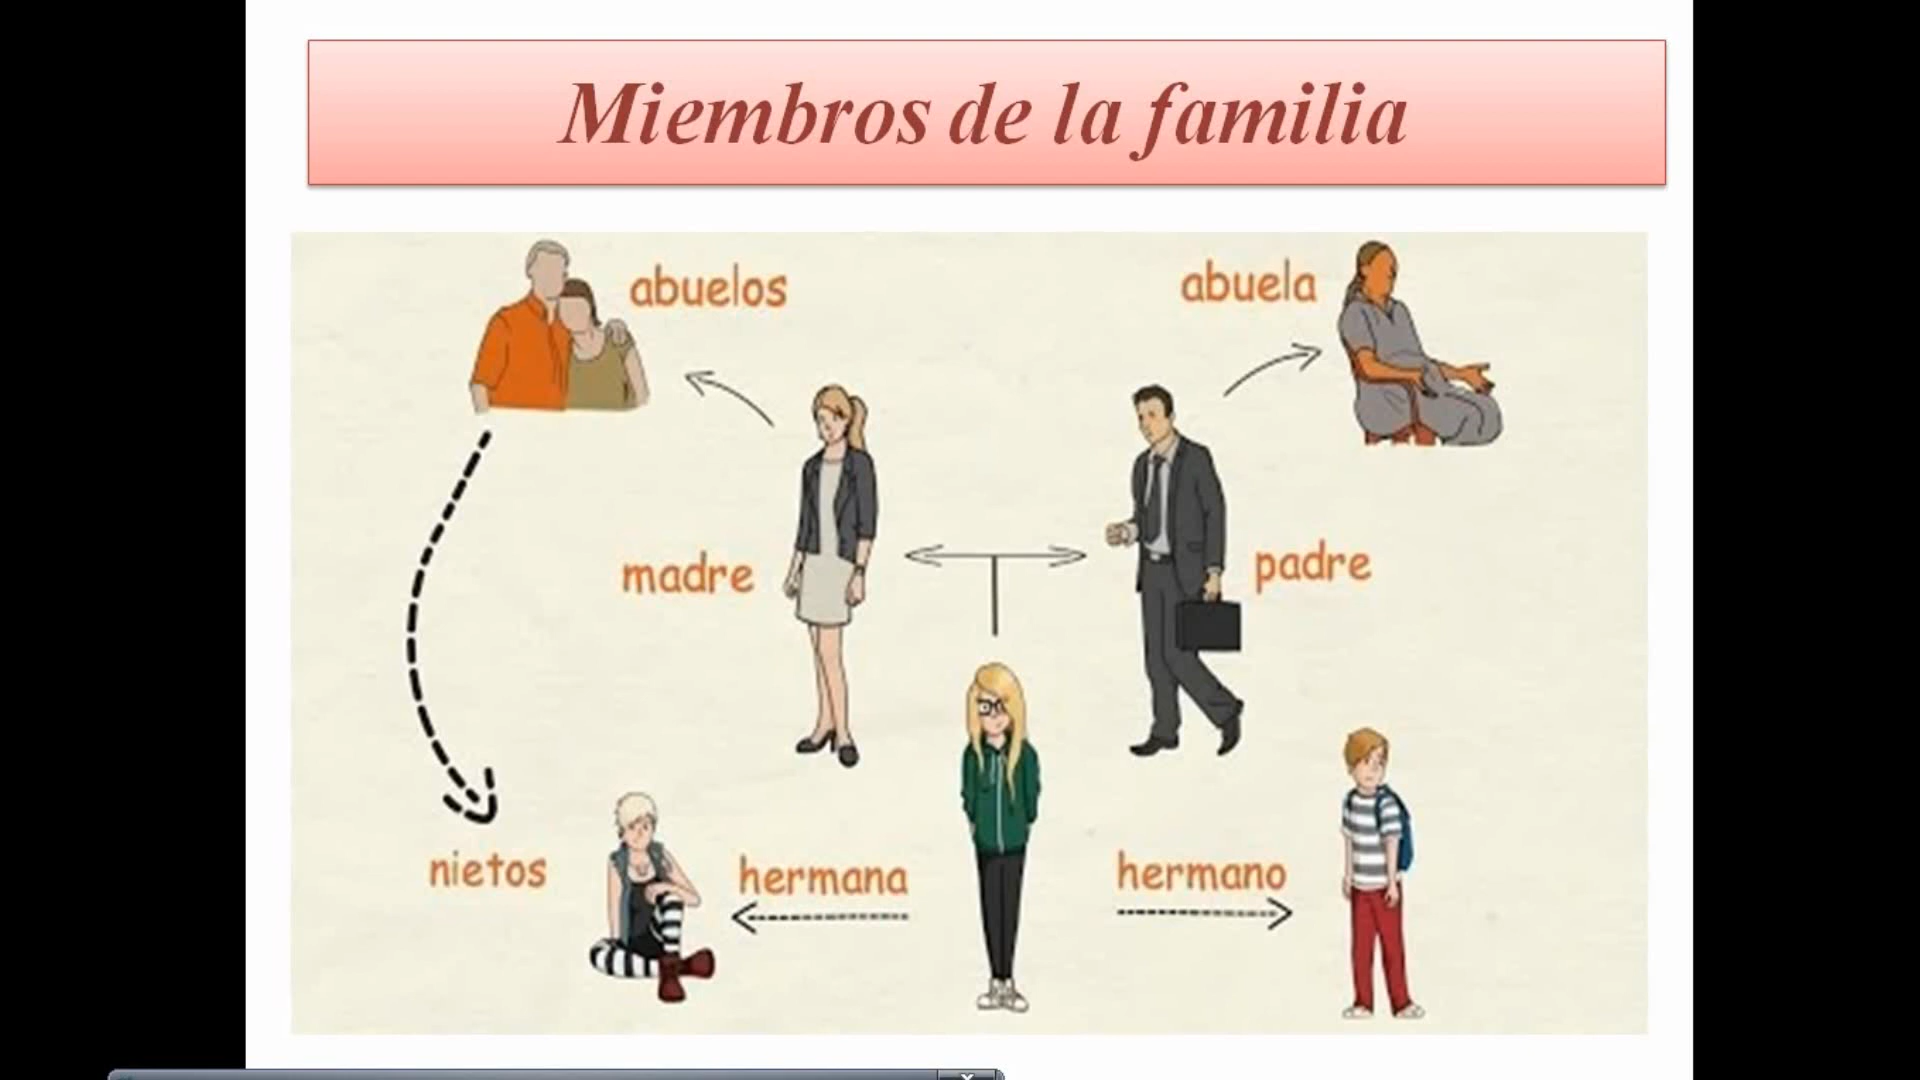 Miembros de la familia
abuelos
abuela
madre
padre
nietos
hermana
hermano